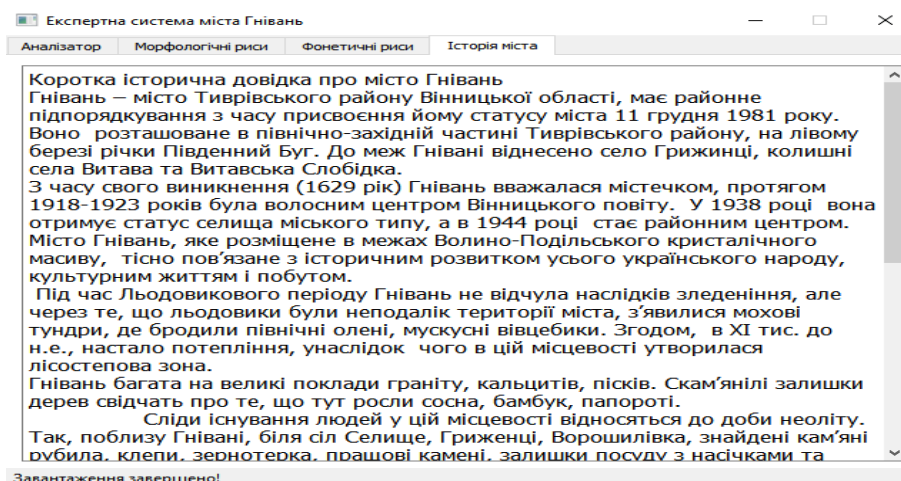 Експертна система міста Гнівань
Аналізатор Морфологічні риси Фонетичні риси Історія міста
Коротка історична довідка про місто Гнівань
Гнівань – місто Тиврівського району Вінницької області, має районне
підпорядкування з часу присвоєння йому статусу міста 11 грудня 1981 року.
Воно розташоване в північно-західній частині Тиврівського району, на лівому
березі річки Південний Буг. До меж Гнівані віднесено село Грижинці, колишні
села Витава та Витавська Слобідка.
З часу свого виникнення (1629 рік) Гнівань вважалася містечком, протягом
1918-1923 років була волосним центром Вінницького повіту. У 1938 році вона
отримує статус селища міського типу, а в 1944 році стає районним центром.
Місто Гнівань, яке розміщене в межах Волино-Подільського кристалічного
масиву, тісно пов’язане з історичним розвитком усього українського народу,
культурним життям і побутом.
Під час Льодовикового періоду Гнівань не відчула наслідків зледеніння, але
через те, що льодовики були неподалік території міста, з’явилися мохові
тундри, де бродили північні олені, мускусні вівцебики. Згодом, в XI тис. до
н.е., настало потепління, унаслідок чого в цій місцевості утворилася
лісостепова зона.
Гнівань багата на великі поклади граніту, кальцитів, пісків. Скам’янілі залишки
дерев свідчать про те, що тут росли сосна, бамбук, папороті.
Сліди існування людей у цій місцевості відносяться до доби неоліту.
Так, поблизу Гнівані, біля сіл Селище, Гриженці, Ворошилівка, знайдені кам’яні
рубила, клепи, зернотерка, пращові камені, залишки посуду з насічками та
Завантаження завершено!